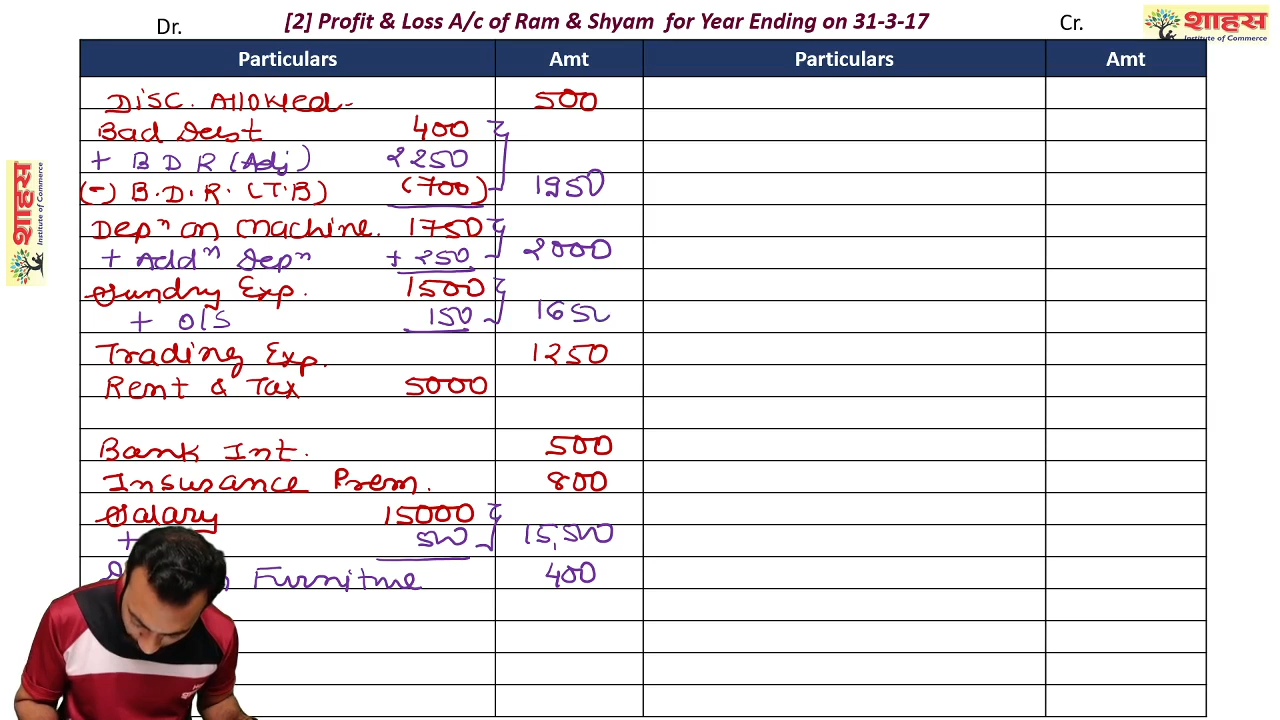 Dr.
[2] Profit & Loss A/c of Ram & Shyam for Year Ending on 31-3-17
Cr.
शाहस
Institute of Commerce
Particulars Amt Particulars Amt
Disc. Allowed 500
Bad Debt 400
+ B D R (Adj) 2250
(-) B.D.R. (T.B) (700) 1950
Depn on Machine. 1750
+ Addn Depn + 250 2000
Sundry Exp. 1500
+ O/S 150 1650
Trading Exp. 1250
Rent & Tax 5000
Bank Int. 500
Insurance Prem. 800
Salary 15000
+ 500 15,500
Furniture 400
शाहस
Institute of Commerce